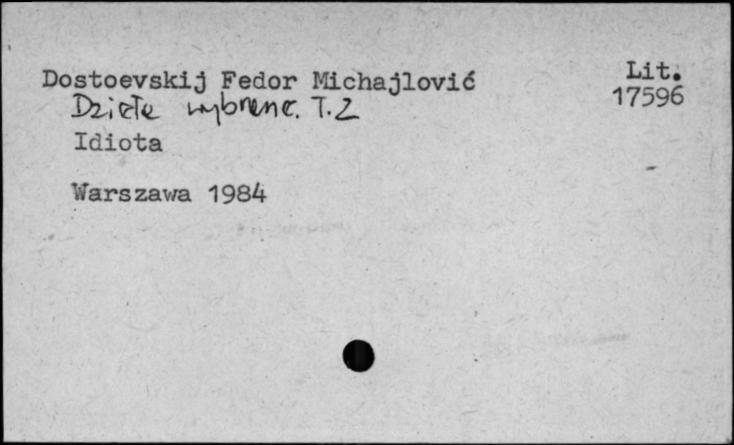 Dostoevskij Fedor Michajlović
Lit.
17596
Dzieła wybrane. T.2
Idiota
Warszawa 1984